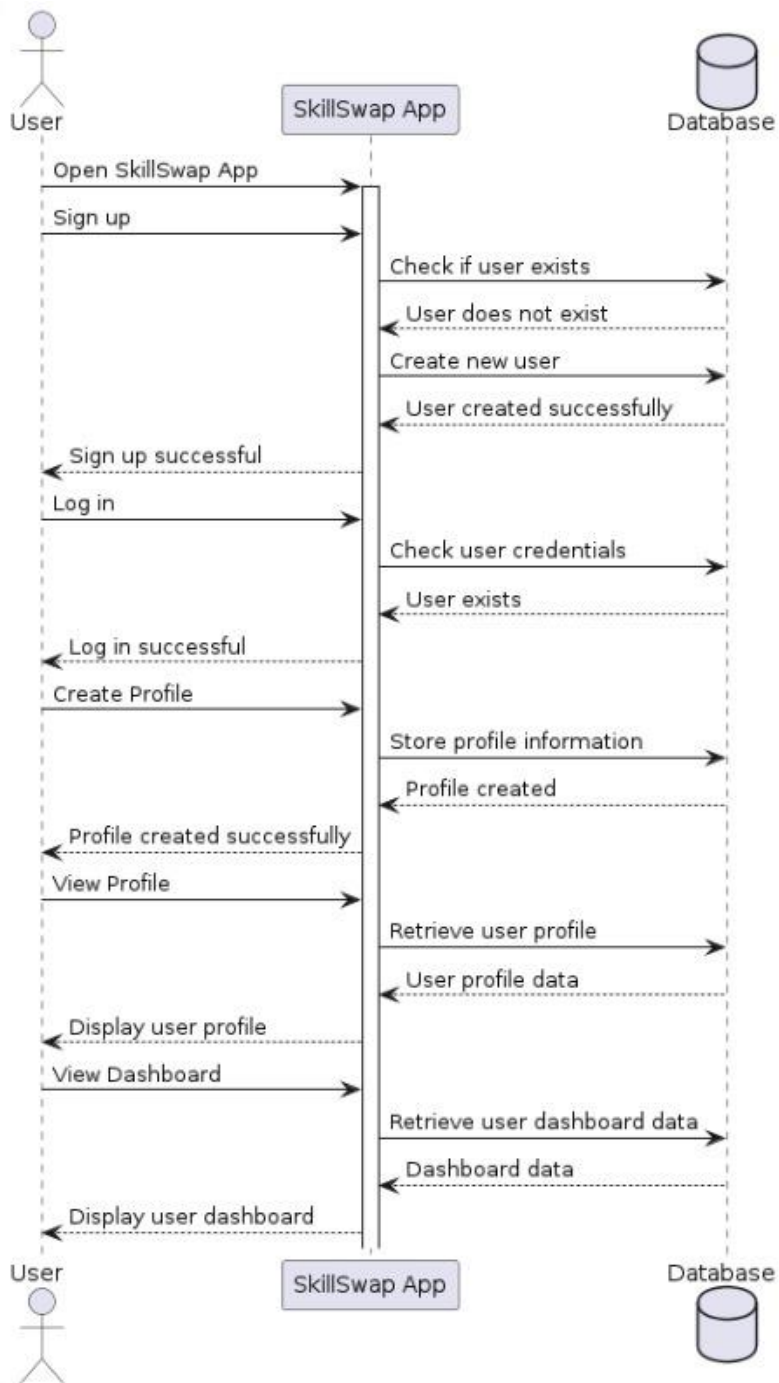 User
SkillSwap App
Database
Open SkillSwap App
Sign up
Check if user exists
User does not exist
Create new user
User created successfully
Sign up successful
Log in
Check user credentials
User exists
Log in successful
Create Profile
Store profile information
Profile created
Profile created successfully
View Profile
Retrieve user profile
User profile data
Display user profile
View Dashboard
Retrieve user dashboard data
Dashboard data
Display user dashboard
User
SkillSwap App
Database